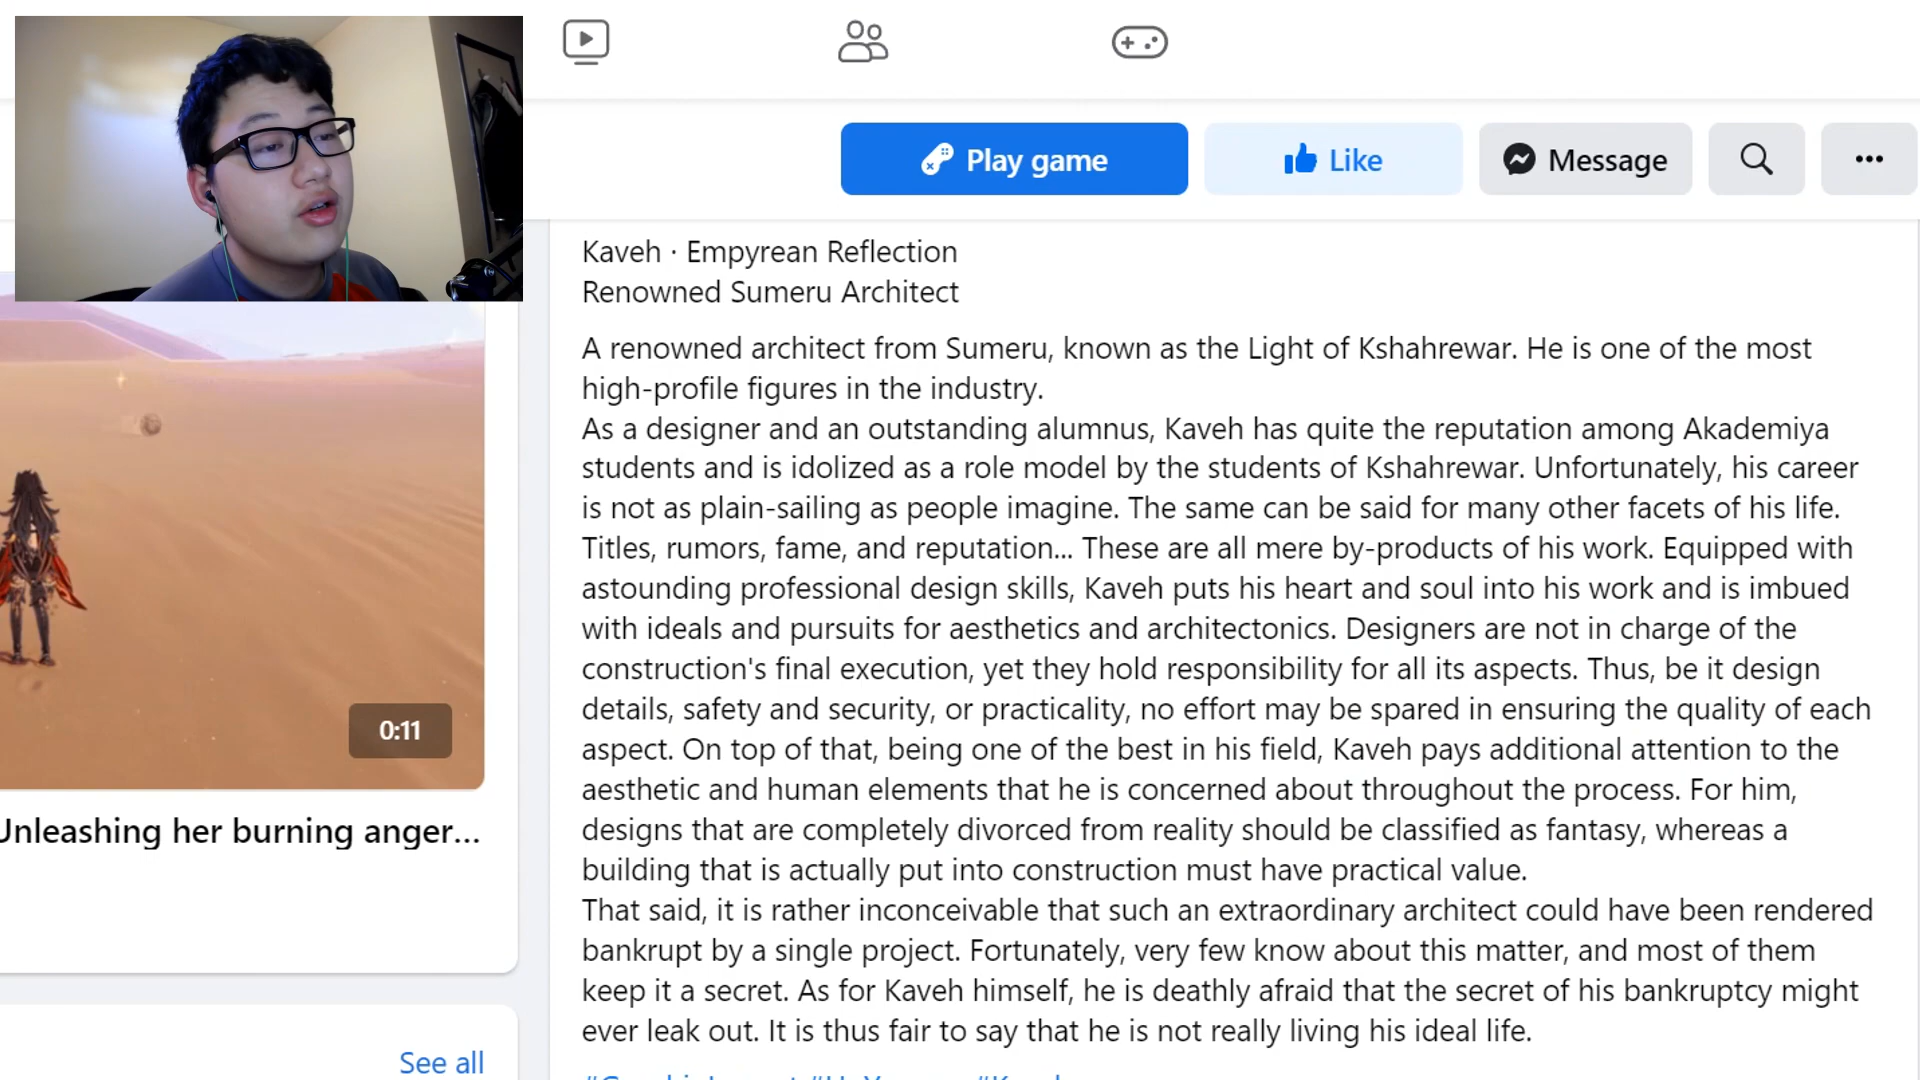 Play game
Like
Message
Kaveh · Empyrean Reflection
Renowned Sumeru Architect
A renowned architect from Sumeru, known as the Light of Kshahrewar. He is one of the most
high-profile figures in the industry.
As a designer and an outstanding alumnus, Kaveh has quite the reputation among Akademiya
students and is idolized as a role model by the students of Kshahrewar. Unfortunately, his career
is not as plain-sailing as people imagine. The same can be said for many other facets of his life.
Titles, rumors, fame, and reputation... These are all mere by-products of his work. Equipped with
astounding professional design skills, Kaveh puts his heart and soul into his work and is imbued
with ideals and pursuits for aesthetics and architectonics. Designers are not in charge of the
construction's final execution, yet they hold responsibility for all its aspects. Thus, be it design
details, safety and security, or practicality, no effort may be spared in ensuring the quality of each
aspect. On top of that, being one of the best in his field, Kaveh pays additional attention to the
aesthetic and human elements that he is concerned about throughout the process. For him,
designs that are completely divorced from reality should be classified as fantasy, whereas a
building that is actually put into construction must have practical value.
That said, it is rather inconceivable that such an extraordinary architect could have been rendered
bankrupt by a single project. Fortunately, very few know about this matter, and most of them
keep it a secret. As for Kaveh himself, he is deathly afraid that the secret of his bankruptcy might
ever leak out. It is thus fair to say that he is not really living his ideal life.
0:11
Unleashing her burning anger...
See all